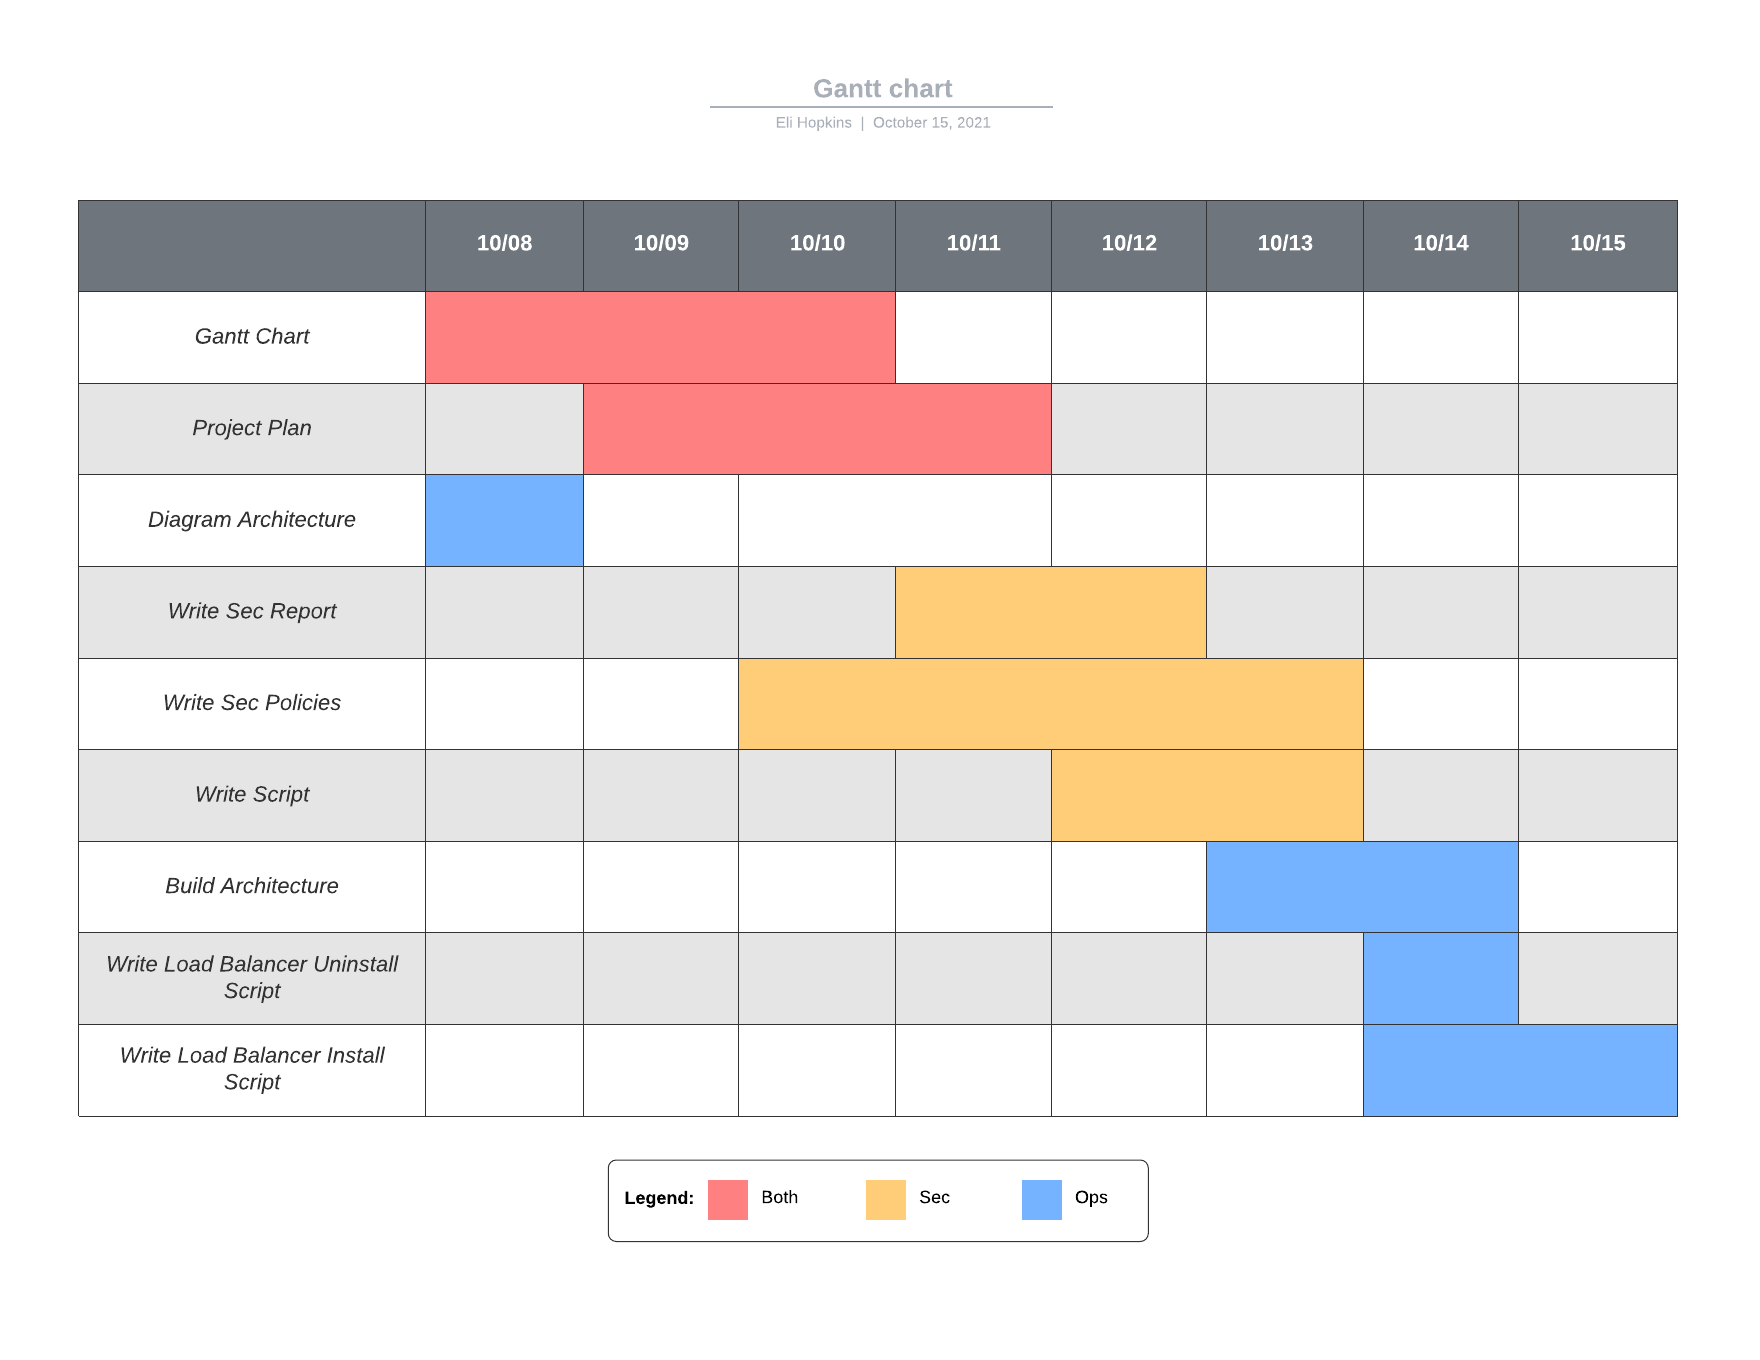 Gantt chart
Eli Hopkins | October 15, 2021
10/08 10/09 10/10 10/11 10/12 10/13 10/14 10/15
Gantt Chart
Project Plan
Diagram Architecture
Write Sec Report
Write Sec Policies
Write Script
Build Architecture
Write Load Balancer Uninstall
Script
Write Load Balancer Install
Script
Legend: Both Sec Ops